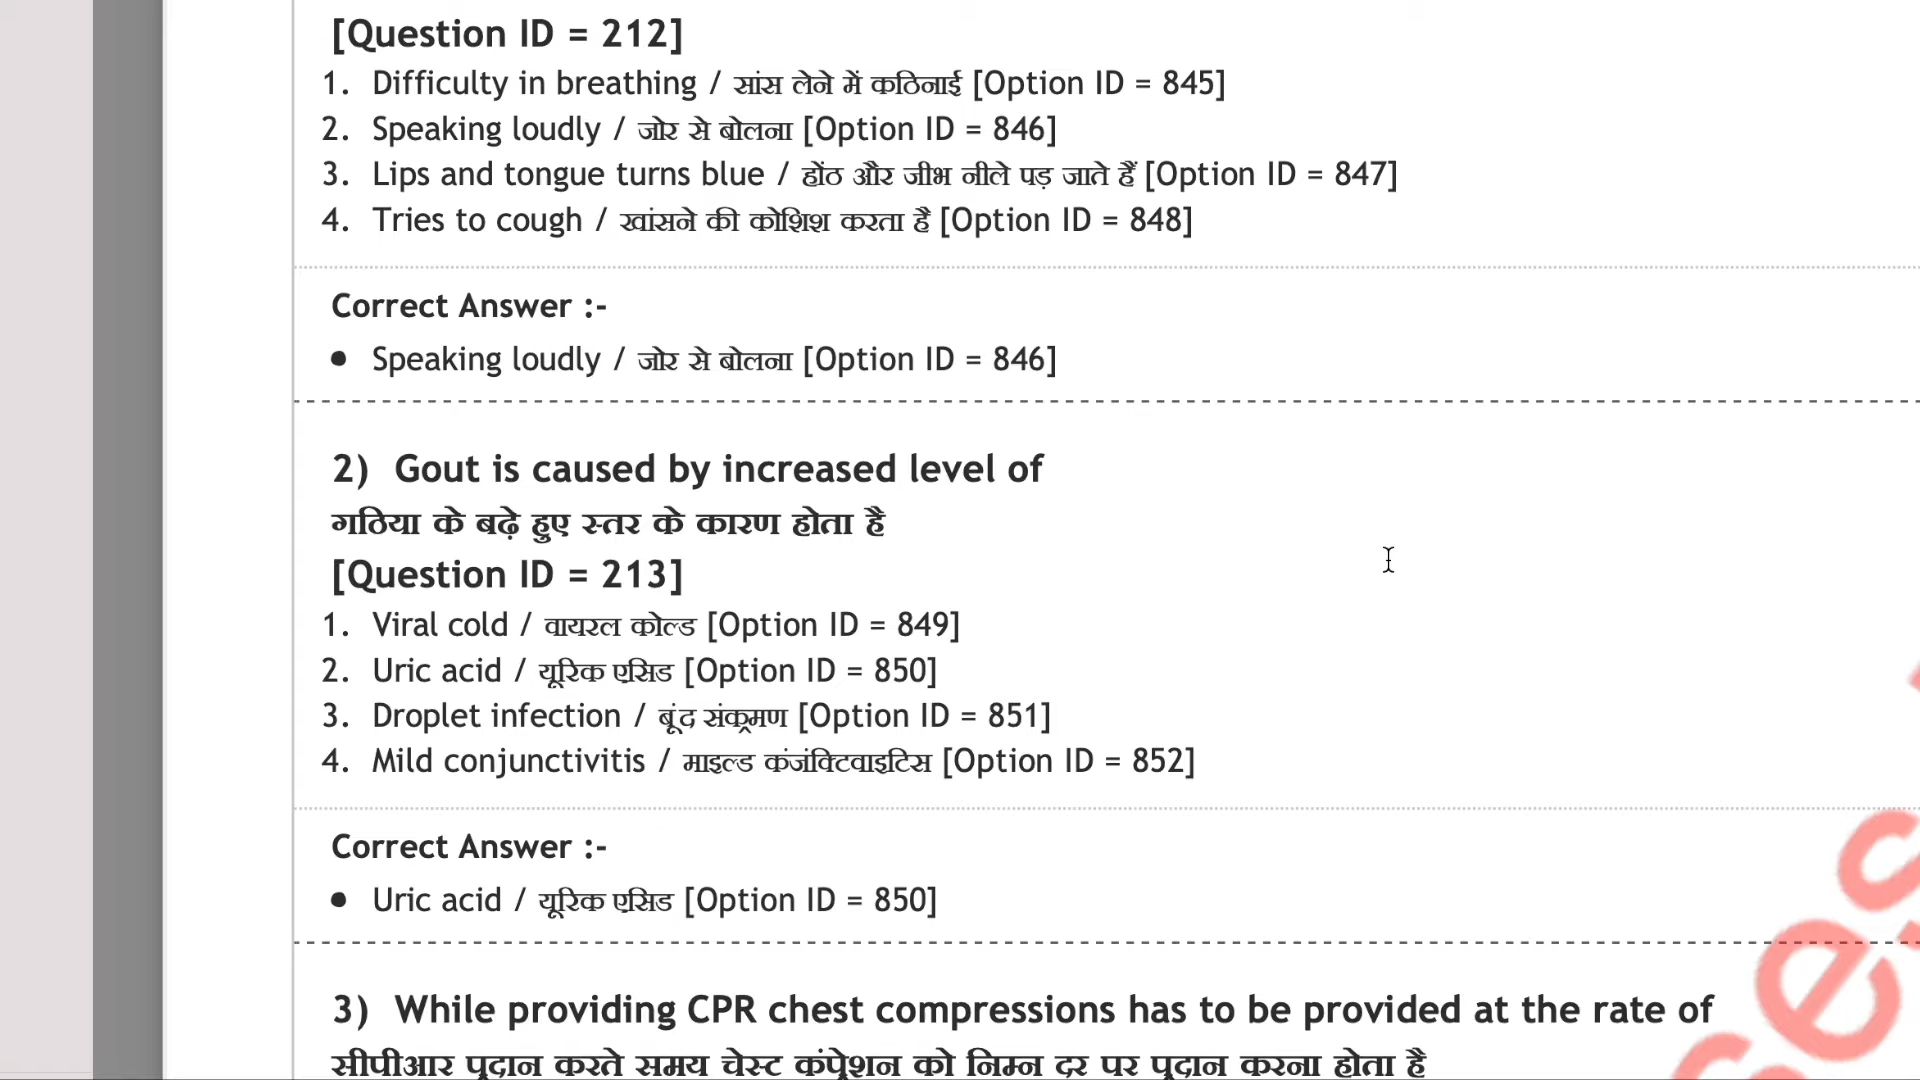 [Question ID = 212]
1. Difficulty in breathing / सांस लेने में कठिनाई [Option ID = 845]
2. Speaking loudly / जोर से बोलना [Option ID = 846]
3. Lips and tongue turns blue / होंठ और जीभ नीले पड़ जाते हैं [Option ID = 847]
4. Tries to cough / खांसने की कोशिश करता है [Option ID = 848]
Correct Answer :-
• Speaking loudly / जोर से बोलना [Option ID = 846]
2) Gout is caused by increased level of
गठिया के बढ़े हुए स्तर के कारण होता है
[Question ID = 213]
1. Viral cold / वायरल कोल्ड [Option ID = 849]
2. Uric acid / यूरिक एसिड [Option ID = 850]
3. Droplet infection / बूंद संक्रमण [Option ID = 851]
4. Mild conjunctivitis / माइल्ड कंजंक्टिवाइटिस [Option ID = 852]
Correct Answer :-
• Uric acid / यूरिक एसिड [Option ID = 850]
3) While providing CPR chest compressions has to be provided at the rate of
सीपीआर प्रदान करते समय चेस्ट कंप्रेशन को निम्न दर पर प्रदान करना होता है